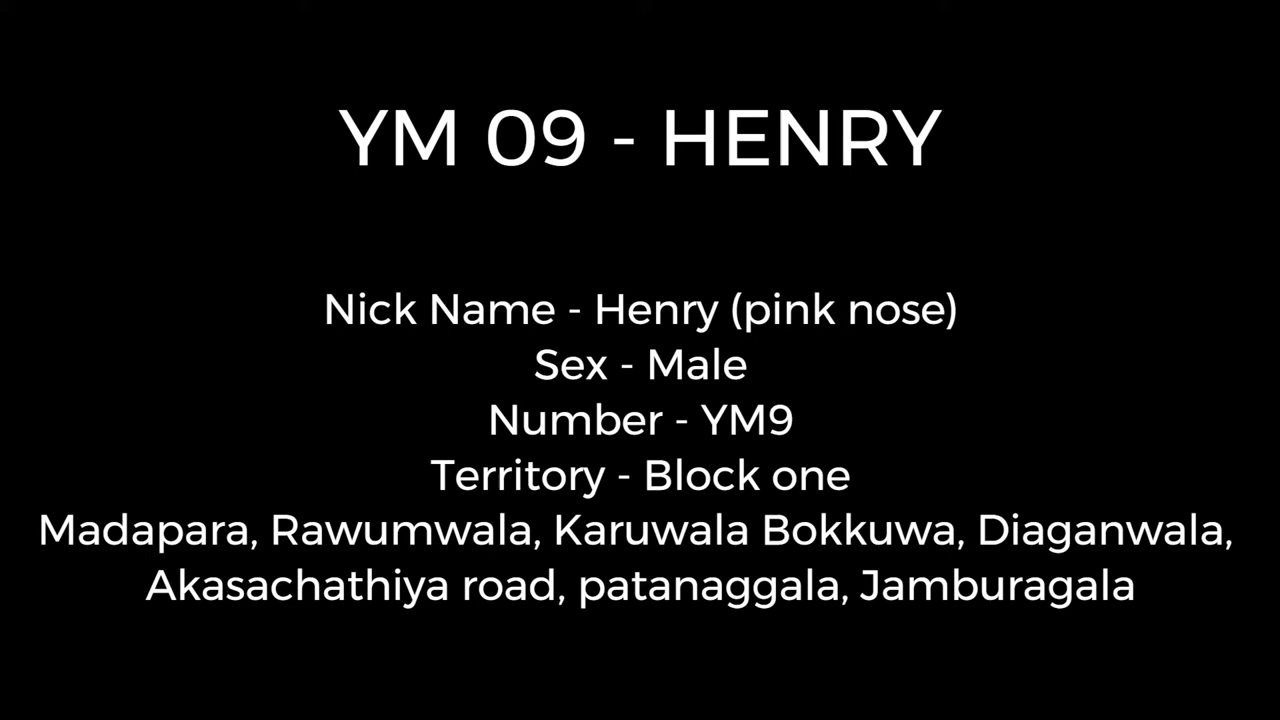 YM 09 - HENRY
Nick Name - Henry (pink nose)
Sex - Male
Number - YM9
Territory - Block one
Madapara, Rawumwala, Karuwala Bokkuwa, Diaganwala,
Akasachathiya road, patanaggala, Jamburagala